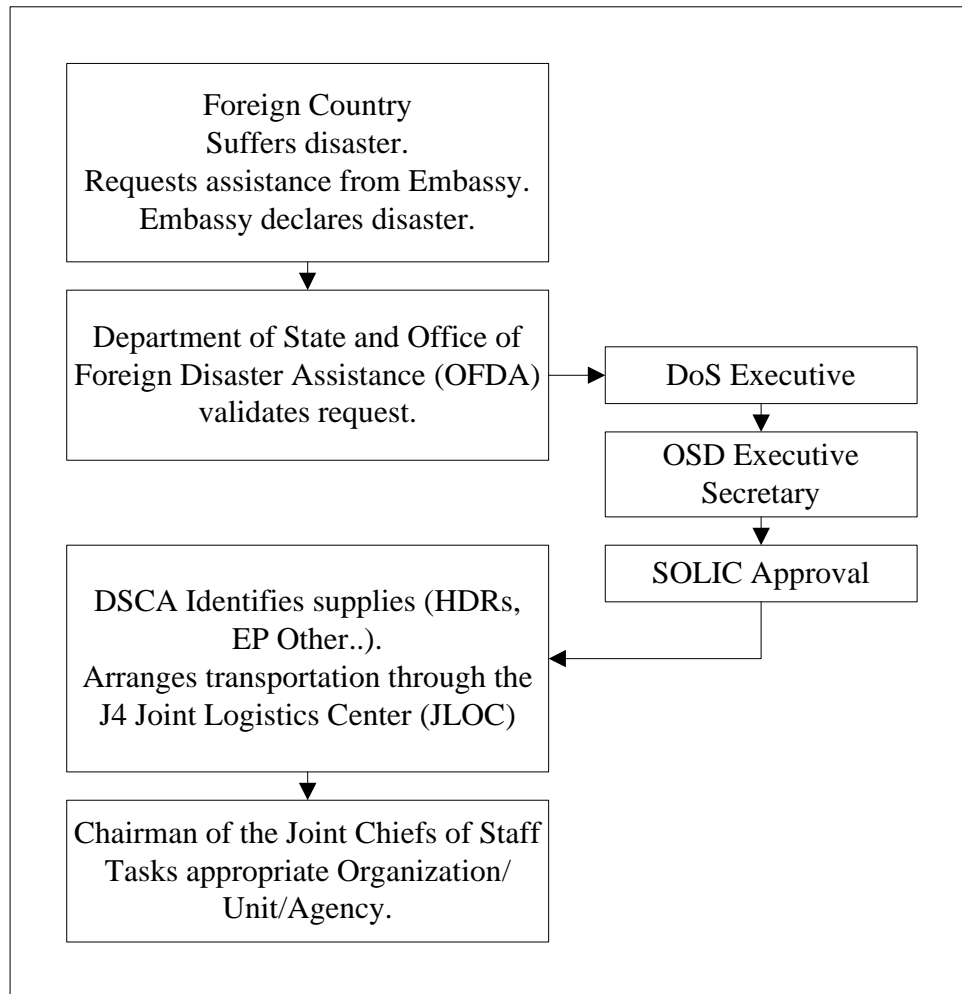 Foreign Country
Suffers disaster.
Requests assistance from Embassy.
Embassy declares disaster.
Department of State and Office of
Foreign Disaster Assistance (OFDA)
validates request.
DoS Executive
OSD Executive
Secretary
SOLIC Approval
DSCA Identifies supplies (HDRs,
EP Other..).
Arranges transportation through the
J4 Joint Logistics Center (JLOC)
Chairman of the Joint Chiefs of Staff
Tasks appropriate Organization/
Unit/Agency.